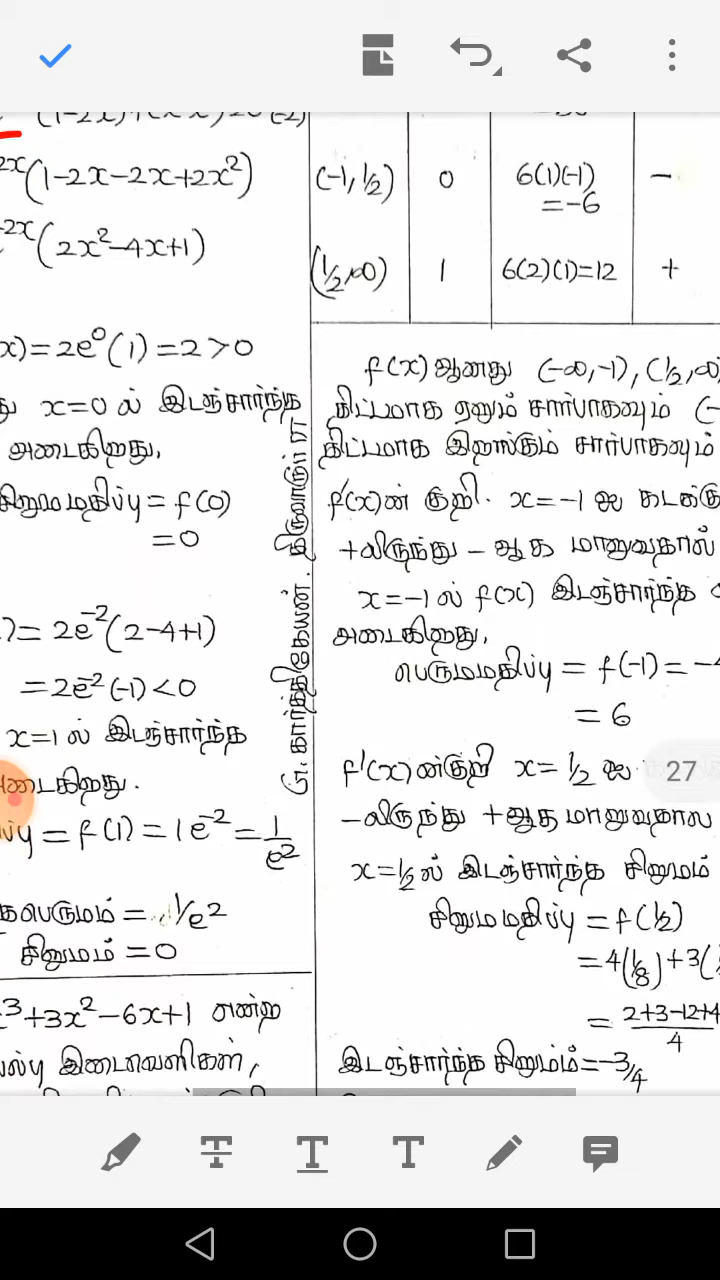 2x(1-2x-2x+2x²)
-2x(2x²-4x+1)
x)=2e⁰(1)=2>0
x=0 ல் இடஞ்சார்ந்த
அடைகிறது.
சிறுமமதிப்பு = f(0)
=0
)= 2e⁻²(2-4+1)
=2e⁻²(-1)<0
x=1 ல் இடஞ்சார்ந்த
டைகிறது.
= f(1) = 1e⁻² = 1/e²
பெருமம் = 1/e²
சிறுமம் = 0
³+3x²-6x+1 என்ற
இடைவெளிகள்,
கு. கார்த்திகேயன்.
(-1, 1/2) 0 6(1)(-1) −
=-6
(1/2, ∞) 1 6(2)(1)=12 +
f(x) ஆனது (-∞,-1), (1/2,∞
திட்டமாக ஏறும் சார்பாகவும் (-
திட்டமாக இறங்கும் சார்பாகவும்
f'(x)ன் குறி. x=-1 ஐ கடக்கு
+லிருந்து - ஆக மாறுவதால்
x=-1 ல் f(x) இடஞ்சார்ந்த
அடைகிறது.
பெருமமதிப்பு = f(-1) = -4
= 6
f'(x)ன்குறி x=1/2 ஐ
27
-லிருந்து +ஆக மாறுவதால
x=1/2ல் இடஞ்சார்ந்த சிறுமம்
சிறுமமதிப்பு = f(1/2)
=4(1/8)+3(
= 2+3-12+4/4
இடஞ்சார்ந்த சிறுமம்=-3/4
T T T